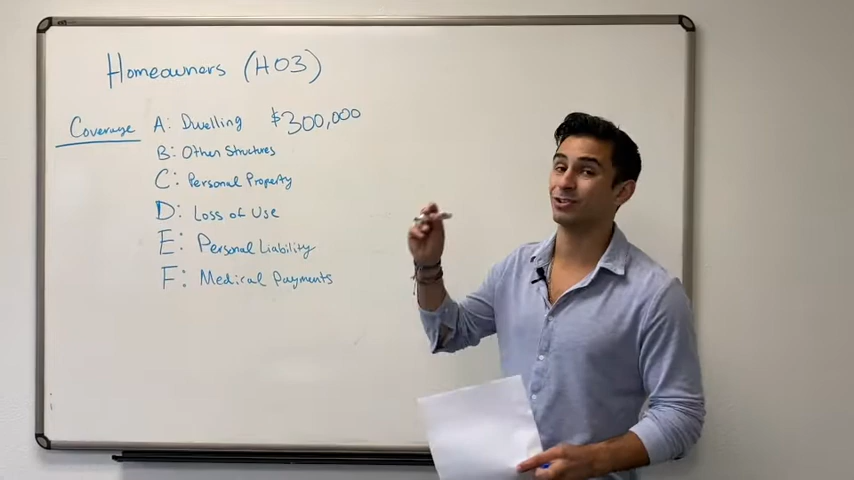 Homeowners (HO3)
Coverage A: Dwelling $300,000
B: Other Structures
C: Personal Property
D: Loss of Use
E: Personal Liability
F: Medical Payments